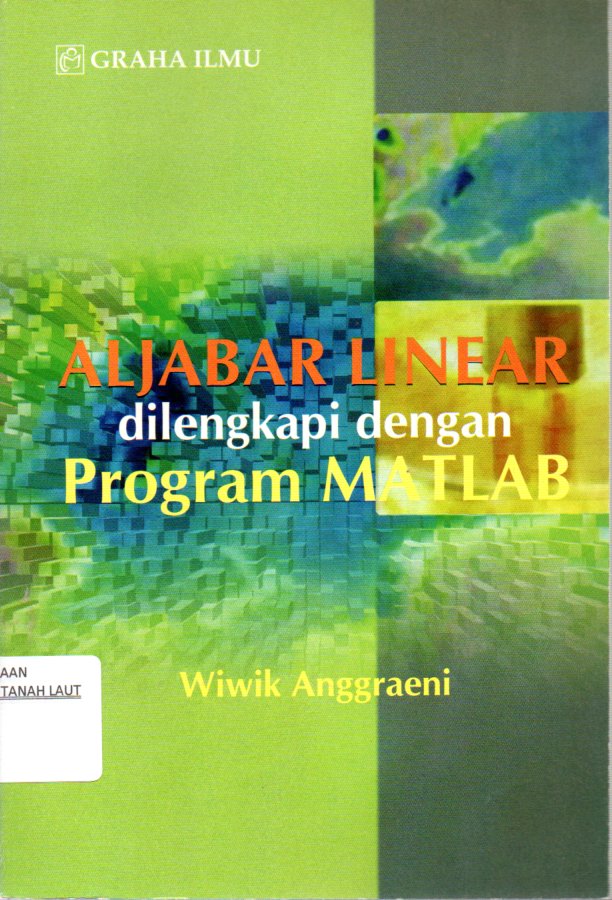 GRAHA ILMU
ALJABAR LINEAR
dilengkapi dengan
Program MATLAB
Wiwik Anggraeni
AAN
TANAH LAUT